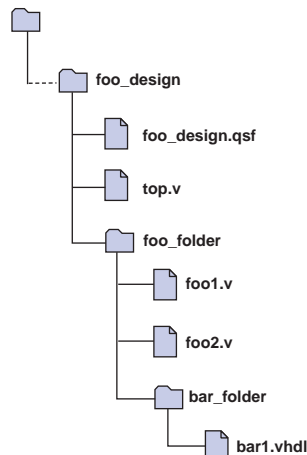 foo_design
foo_design.qsf
top.v
foo_folder
foo1.v
foo2.v
bar_folder
bar1.vhdl